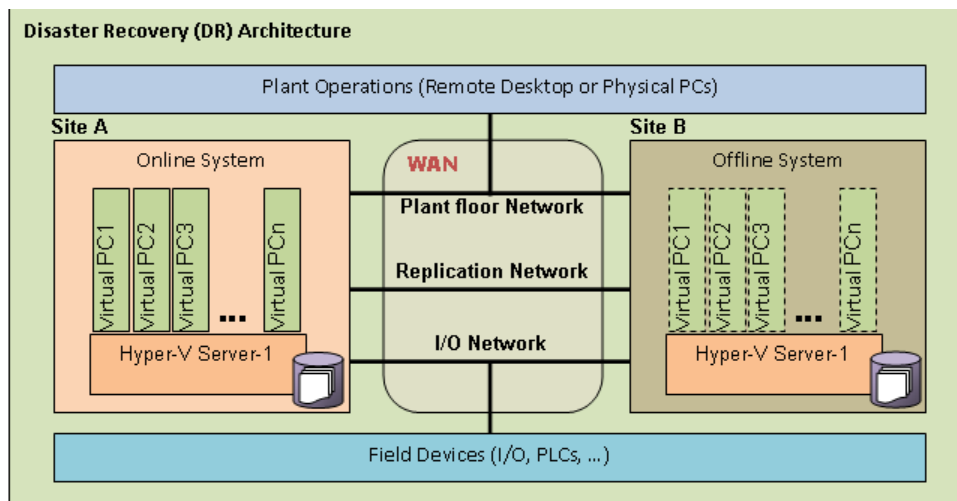 Disaster Recovery (DR) Architecture
Plant Operations (Remote Desktop or Physical PCs)
Site A
Site B
Online System
WAN
Offline System
Virtual PC1
Virtual PC2
Virtual PC3
...
Virtual PCn
Plant floor Network
Replication Network
I/O Network
Virtual PC1
Virtual PC2
Virtual PC3
...
Virtual PCn
Hyper-V Server-1
Hyper-V Server-1
Field Devices (I/O, PLCs, ...)